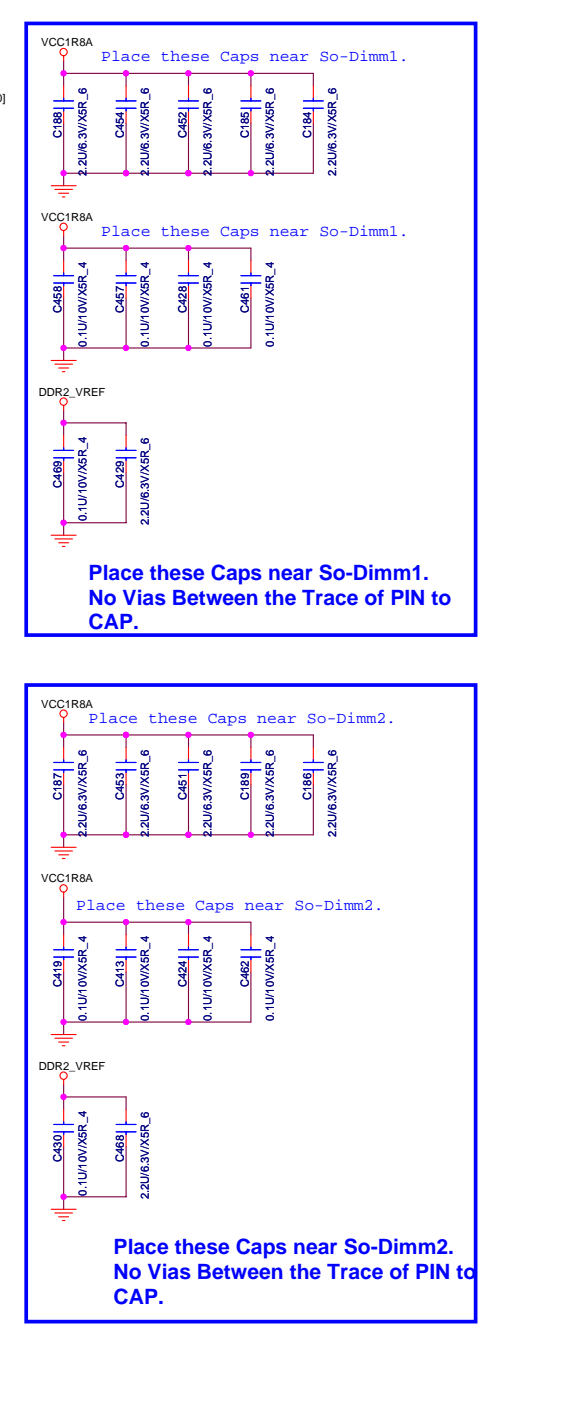 0]
VCC1R8A
Place these Caps near So-Dimm1.
C188
2.2U/6.3V/X5R_6
C454
2.2U/6.3V/X5R_6
C452
2.2U/6.3V/X5R_6
C185
2.2U/6.3V/X5R_6
C184
2.2U/6.3V/X5R_6
VCC1R8A
Place these Caps near So-Dimm1.
C458
0.1U/10V/X5R_4
C457
0.1U/10V/X5R_4
C428
0.1U/10V/X5R_4
C461
0.1U/10V/X5R_4
DDR2_VREF
C469
0.1U/10V/X5R_4
C429
2.2U/6.3V/X5R_6
Place these Caps near So-Dimm1.
No Vias Between the Trace of PIN to
CAP.
VCC1R8A
Place these Caps near So-Dimm2.
C187
2.2U/6.3V/X5R_6
C453
2.2U/6.3V/X5R_6
C451
2.2U/6.3V/X5R_6
C189
2.2U/6.3V/X5R_6
C186
2.2U/6.3V/X5R_6
VCC1R8A
Place these Caps near So-Dimm2.
C419
0.1U/10V/X5R_4
C413
0.1U/10V/X5R_4
C424
0.1U/10V/X5R_4
C462
0.1U/10V/X5R_4
DDR2_VREF
C430
0.1U/10V/X5R_4
C468
2.2U/6.3V/X5R_6
Place these Caps near So-Dimm2.
No Vias Between the Trace of PIN to
CAP.